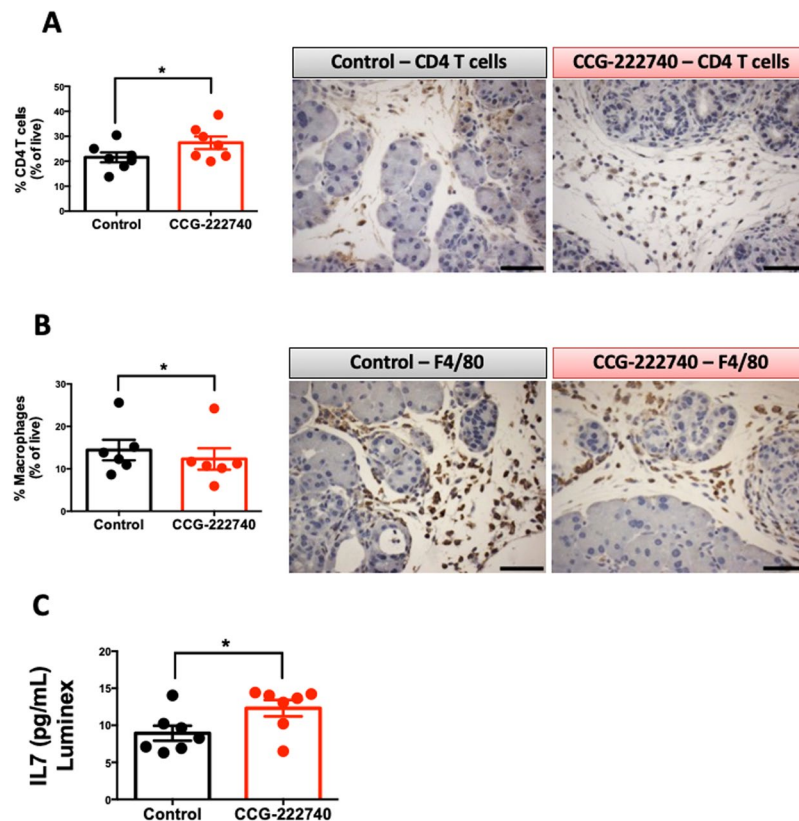 A
*
% CD4 T cells
(% of live)
50
40
30
20
10
0
Control
CCG-222740
Control – CD4 T cells
CCG-222740 – CD4 T cells
B
*
% Macrophages
(% of live)
30
20
10
0
Control
CCG-222740
Control – F4/80
CCG-222740 – F4/80
C
*
IL7 (pg/mL)
Luminex
20
15
10
5
0
Control
CCG-222740